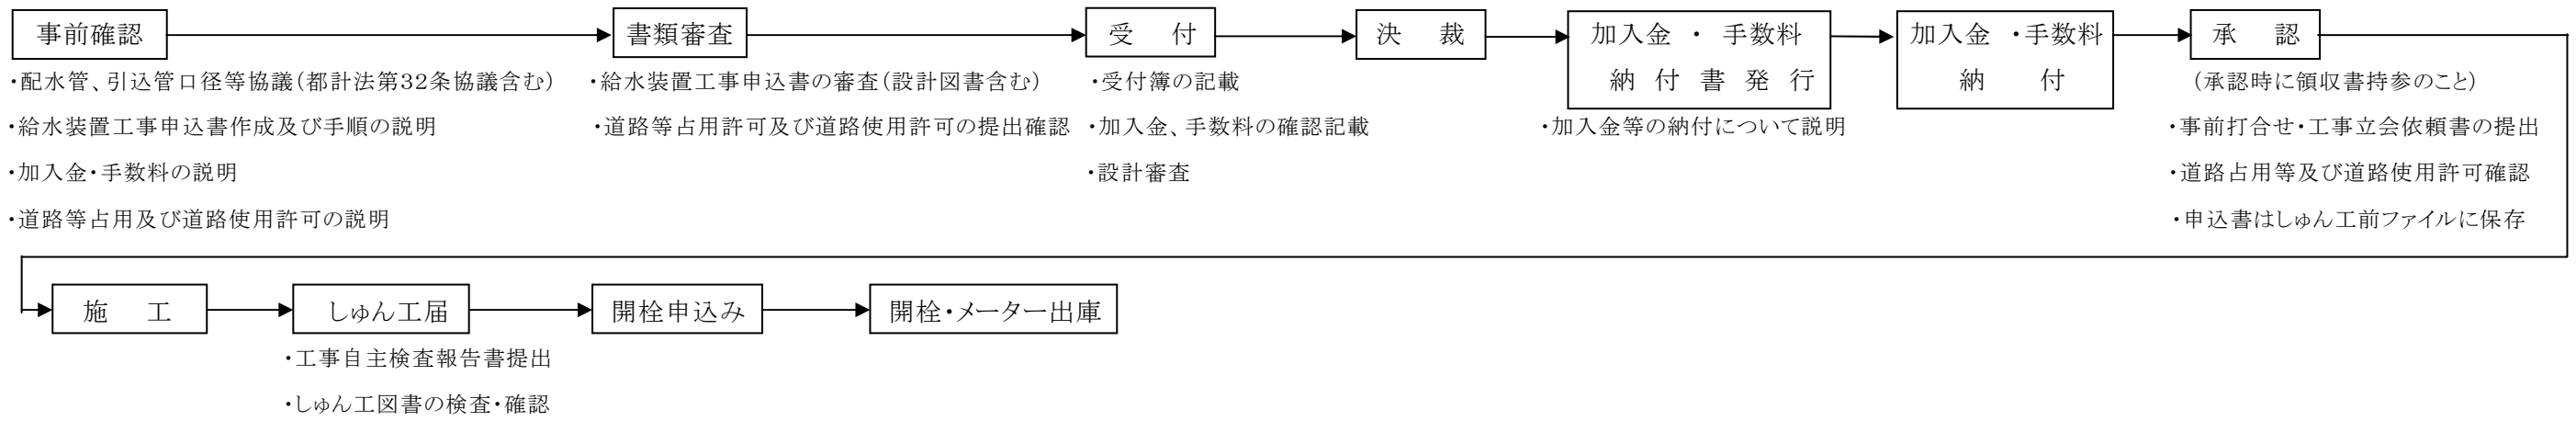 事前確認
・配水管、引込管口径等協議(都計法第32条協議含む)
・給水装置工事申込書作成及び手順の説明
・加入金・手数料の説明
・道路等占用及び道路使用許可の説明
書類審査
・給水装置工事申込書の審査(設計図書含む)
・道路等占用許可及び道路使用許可の提出確認
受 付
・受付簿の記載
・加入金、手数料の確認記載
・設計審査
決 裁
加入金 ・ 手数料
納 付 書 発 行
・加入金等の納付について説明
加入金 ・手数料
納 付
承 認
(承認時に領収書持参のこと)
・事前打合せ・工事立会依頼書の提出
・道路占用等及び道路使用許可確認
・申込書はしゅん工前ファイルに保存
施 工
しゅん工届
・工事自主検査報告書提出
・しゅん工図書の検査・確認
開栓申込み
開栓・メーター出庫